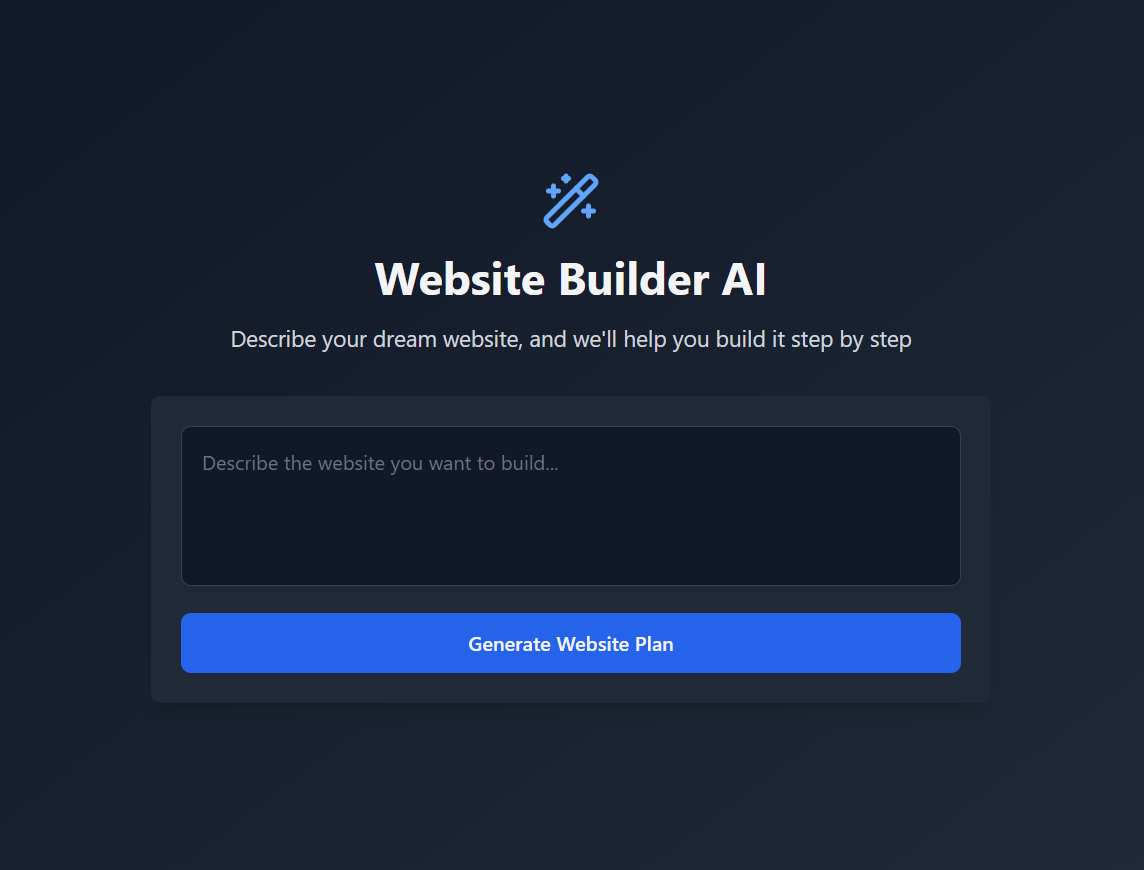 Website Builder AI
Describe your dream website, and we'll help you build it step by step
Describe the website you want to build...
Generate Website Plan